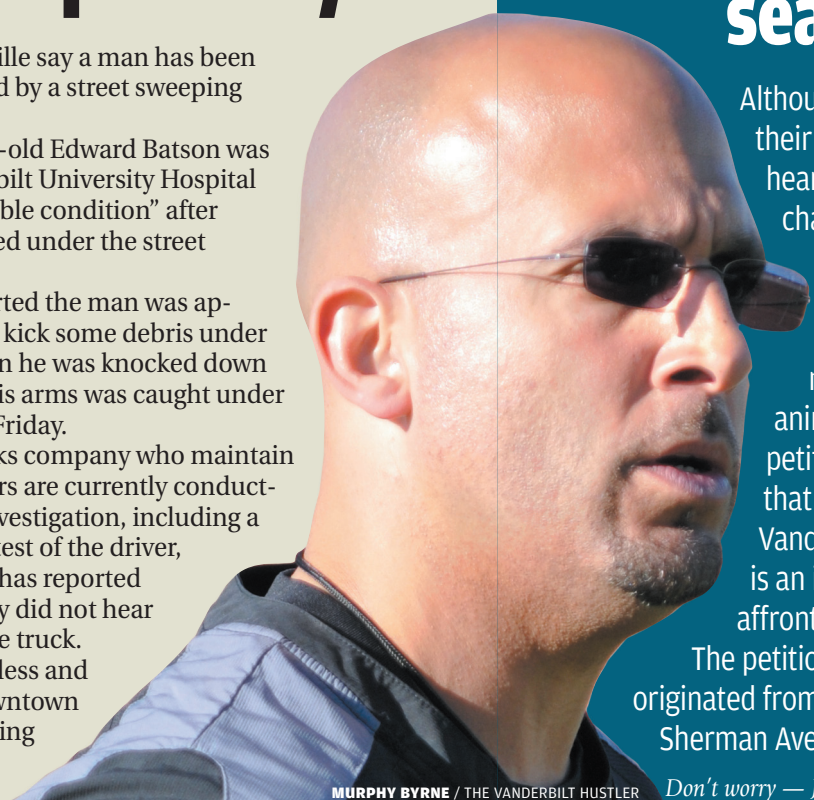 ille say a man has been
d by a street sweeping
-old Edward Batson was
bilt University Hospital
ble condition” after
ed under the street
rted the man was ap-
kick some debris under
n he was knocked down
is arms was caught under
Friday.
ks company who maintain
rs are currently conduct-
vestigation, including a
test of the driver,
has reported
y did not hear
e truck.
less and
wntown
ing
MURPHY BYRNE / THE VANDERBILT HUSTLER
sea
Althou
their
hear
cha
anim
petit
that
Vand
is an
affront
The petitio
originated from
Sherman Ave
Don’t worry —